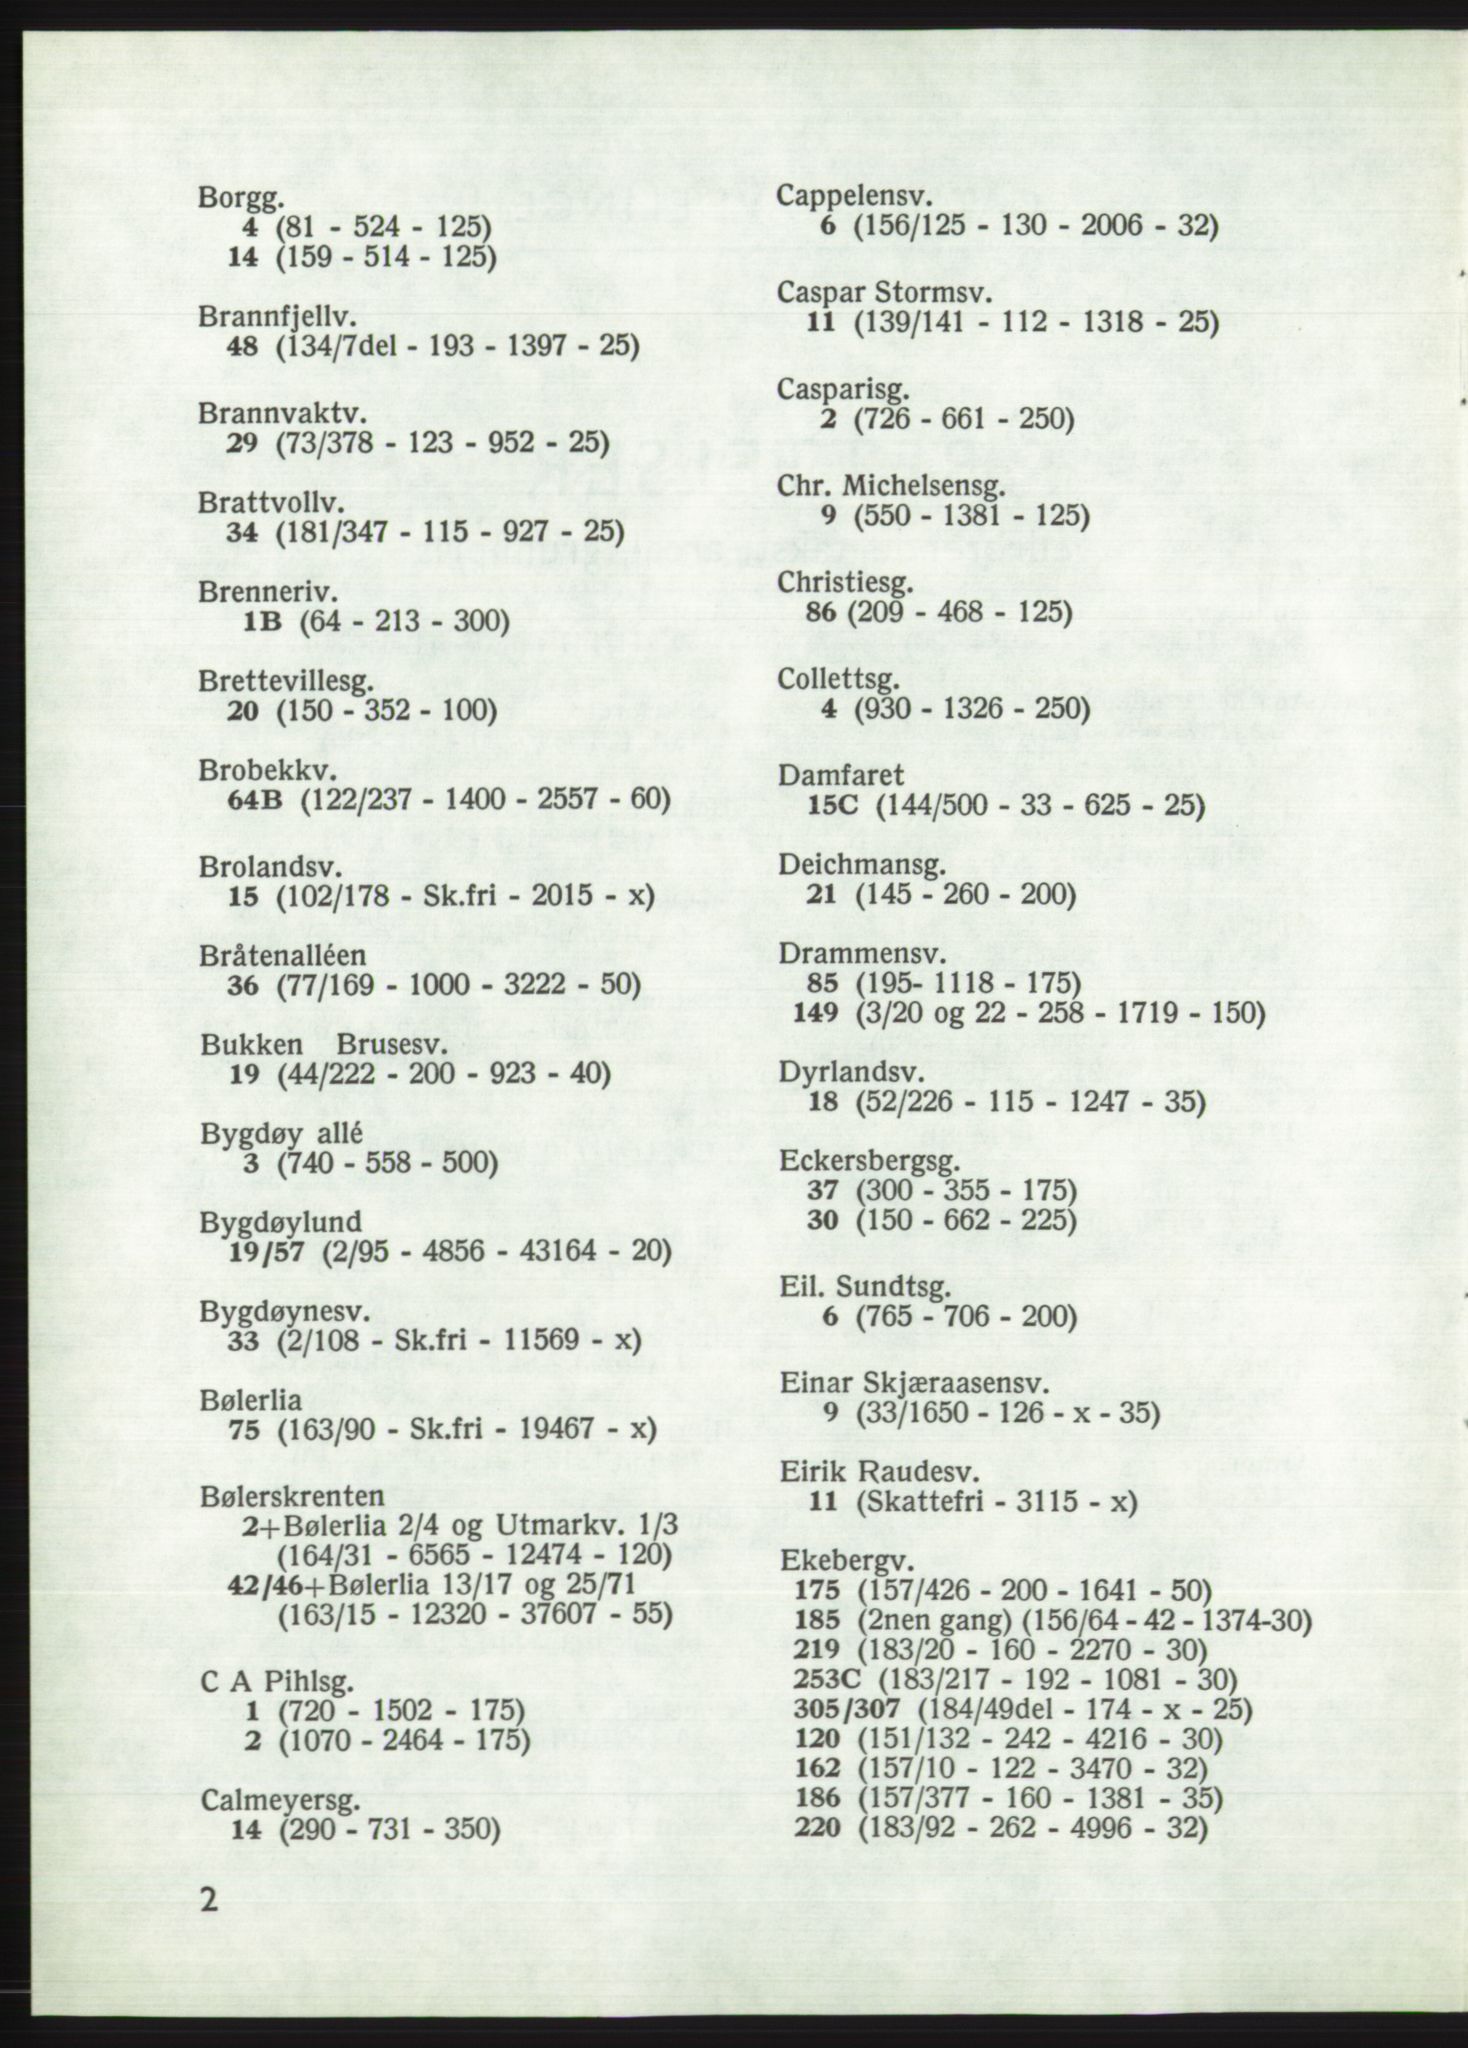 Borgg.
4 (81 - 524 - 125)
14 (159 - 514 - 125)
Brannfjellv.
48 (134/7del - 193 - 1397 - 25)
Brannvaktv.
29 (73/378 - 123 - 952 - 25)
Brattvollv.
34 (181/347 - 115 - 927 - 25)
Brenneriv.
1B (64 - 213 - 300)
Brettevillesg.
20 (150 - 352 - 100)
Brobekkv.
64B (122/237 - 1400 - 2557 - 60)
Brolandsv.
15 (102/178 - Sk.fri - 2015 - x)
Bråtenalléen
36 (77/169 - 1000 - 3222 - 50)
Bukken Brusesv.
19 (44/222 - 200 - 923 - 40)
Bygdøy allé
3 (740 - 558 - 500)
Bygdøylund
19/57 (2/95 - 4856 - 43164 - 20)
Bygdøynesv.
33 (2/108 - Sk.fri - 11569 - x)
Bølerlia
75 (163/90 - Sk.fri - 19467 - x)
Bølerskrenten
2+Bølerlia 2/4 og Utmarkv. 1/3
(164/31 - 6565 - 12474 - 120)
42/46+Bølerlia 13/17 og 25/71
(163/15 - 12320 - 37607 - 55)
C A Pihlsg.
1 (720 - 1502 - 175)
2 (1070 - 2464 - 175)
Calmeyersg.
14 (290 - 731 - 350)
2
Cappelensv.
6 (156/125 - 130 - 2006 - 32)
Caspar Stormsv.
11 (139/141 - 112 - 1318 - 25)
Casparisg.
2 (726 - 661 - 250)
Chr. Michelsensg.
9 (550 - 1381 - 125)
Christiesg.
86 (209 - 468 - 125)
Collettsg.
4 (930 - 1326 - 250)
Damfaret
15C (144/500 - 33 - 625 - 25)
Deichmansg.
21 (145 - 260 - 200)
Drammensv.
85 (195- 1118 - 175)
149 (3/20 og 22 - 258 - 1719 - 150)
Dyrlandsv.
18 (52/226 - 115 - 1247 - 35)
Eckersbergsg.
37 (300 - 355 - 175)
30 (150 - 662 - 225)
Eil. Sundtsg.
6 (765 - 706 - 200)
Einar Skjæraasensv.
9 (33/1650 - 126 - x - 35)
Eirik Raudesv.
11 (Skattefri - 3115 - x)
Ekebergv.
175 (157/426 - 200 - 1641 - 50)
185 (2nen gang) (156/64 - 42 - 1374-30)
219 (183/20 - 160 - 2270 - 30)
253C (183/217 - 192 - 1081 - 30)
305/307 (184/49del - 174 - x - 25)
120 (151/132 - 242 - 4216 - 30)
162 (157/10 - 122 - 3470 - 32)
186 (157/377 - 160 - 1381 - 35)
220 (183/92 - 262 - 4996 - 32)